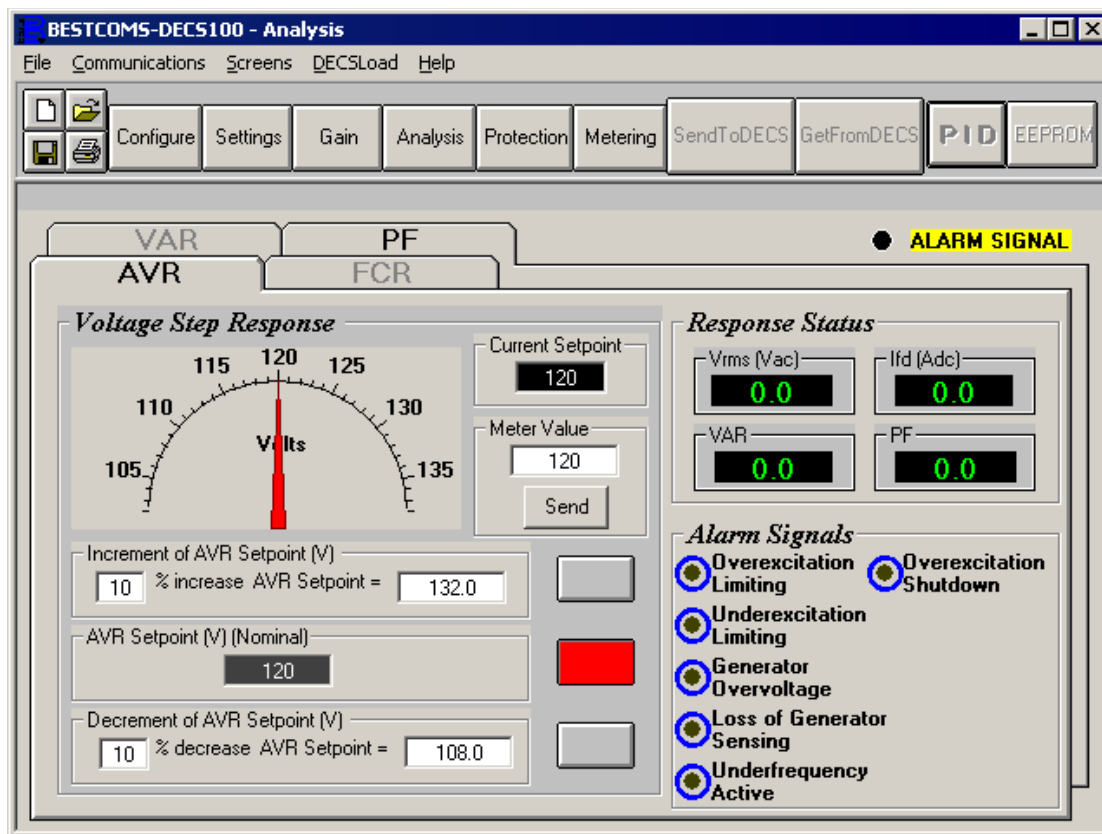 BESTCOMS-DECS100 - Analysis
File Communications Screens DECSLoad Help
Configure Settings Gain Analysis Protection Metering SendToDECS GetFromDECS PID EEPROM
VAR PF
ALARM SIGNAL
AVR FCR
Voltage Step Response
105 110 115 120 125 130 135
Volts
Current Setpoint
120
Meter Value
120
Send
Increment of AVR Setpoint (V)
10 % increase AVR Setpoint = 132.0
AVR Setpoint (V) (Nominal)
120
Decrement of AVR Setpoint (V)
10 % decrease AVR Setpoint = 108.0
Response Status
Vrms (Vac) Ifd (Adc)
0.0 0.0
VAR PF
0.0 0.0
Alarm Signals
Overexcitation Limiting
Overexcitation Shutdown
Underexcitation Limiting
Generator Overvoltage
Loss of Generator Sensing
Underfrequency Active